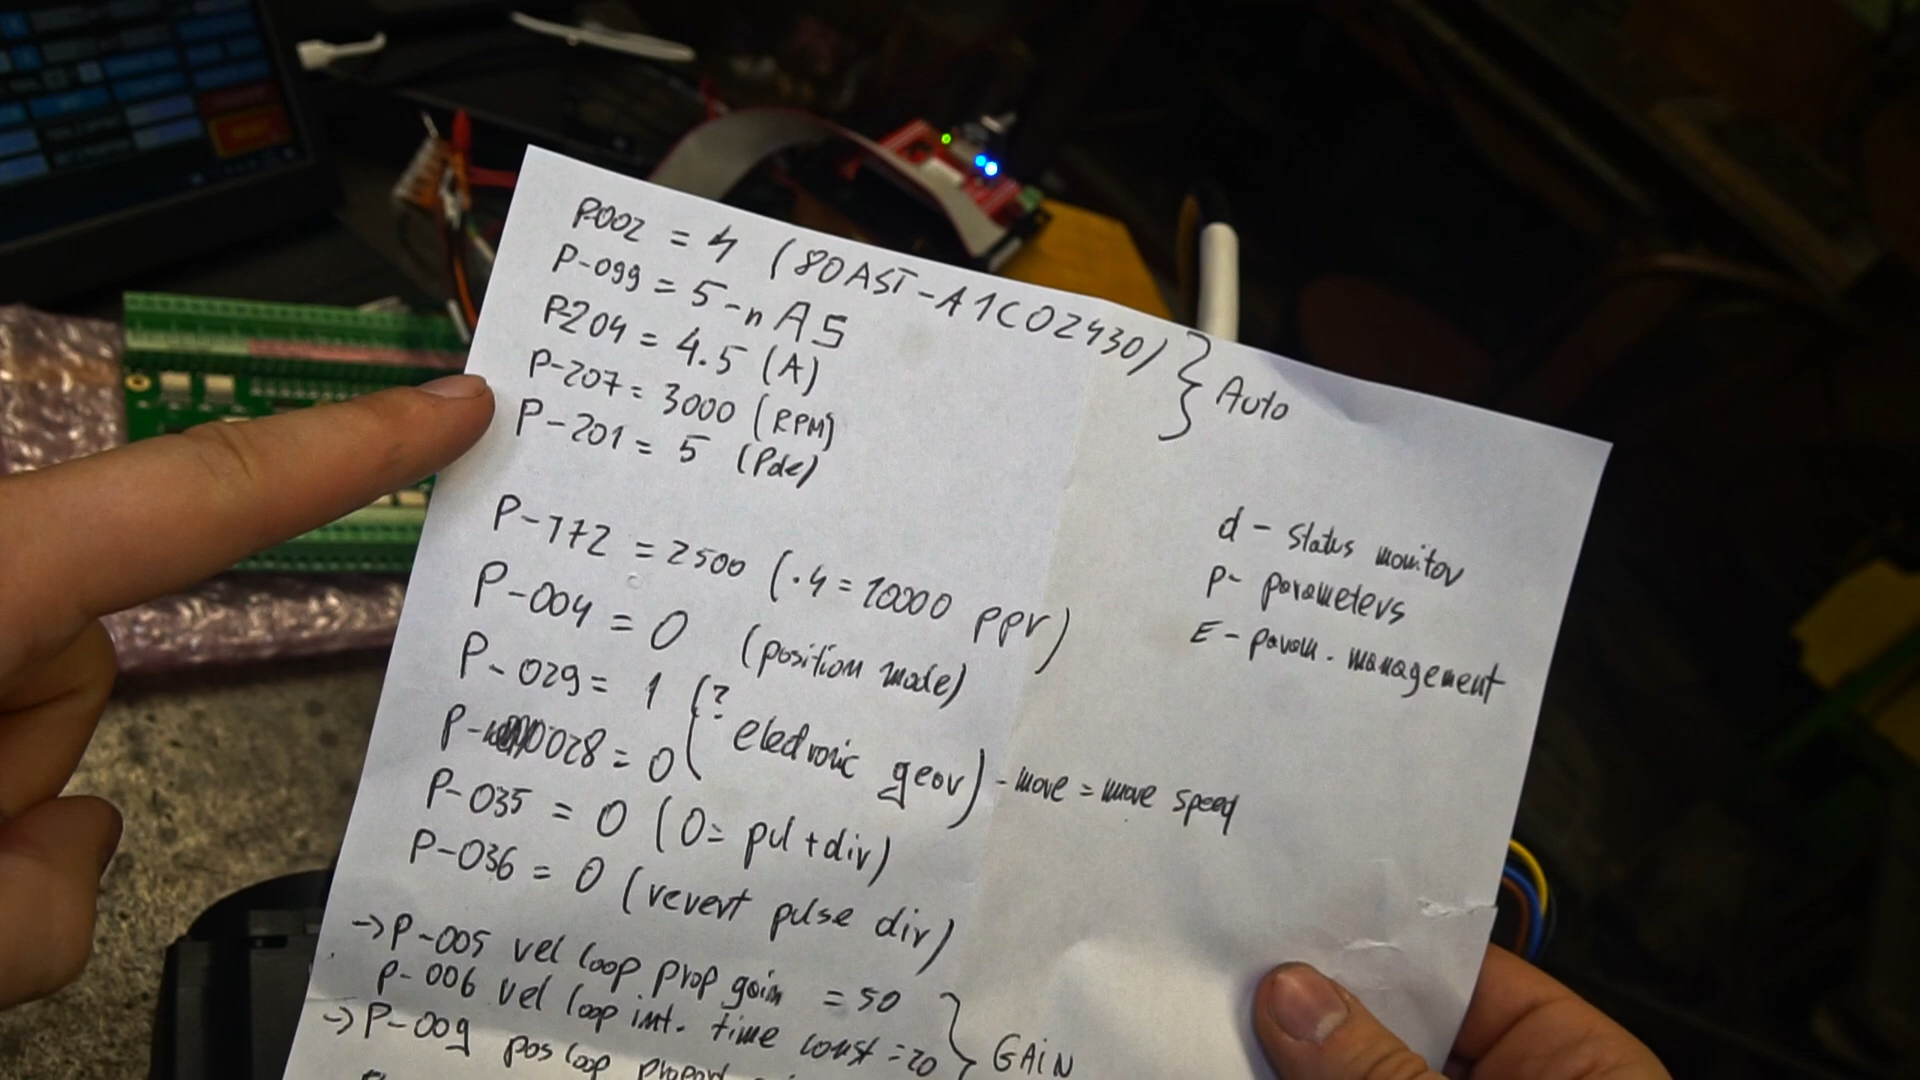 P002 = 4 (80AST-A1C02430)
P-099 = 5-nAS
P204 = 4.5 (A)
P-207 = 3000 (RPM)
P-201 = 5 (Pde)
} Auto
P-172 = 2500 (.4 = 10000 ppr)
P-004 = 0 (position mode)
P-029 = 1 (?
P-0028 = 0 electronic gear) - move = move speed
P-035 = 0 (0= pul + dir)
P-036 = 0 (revert pulse dir)
→ P-005 vel loop prop gain = 50
P-006 vel loop int. time const = 20
} GAIN
→ P-009 pos loop
d - status monitor
P- parameters
E - param. management